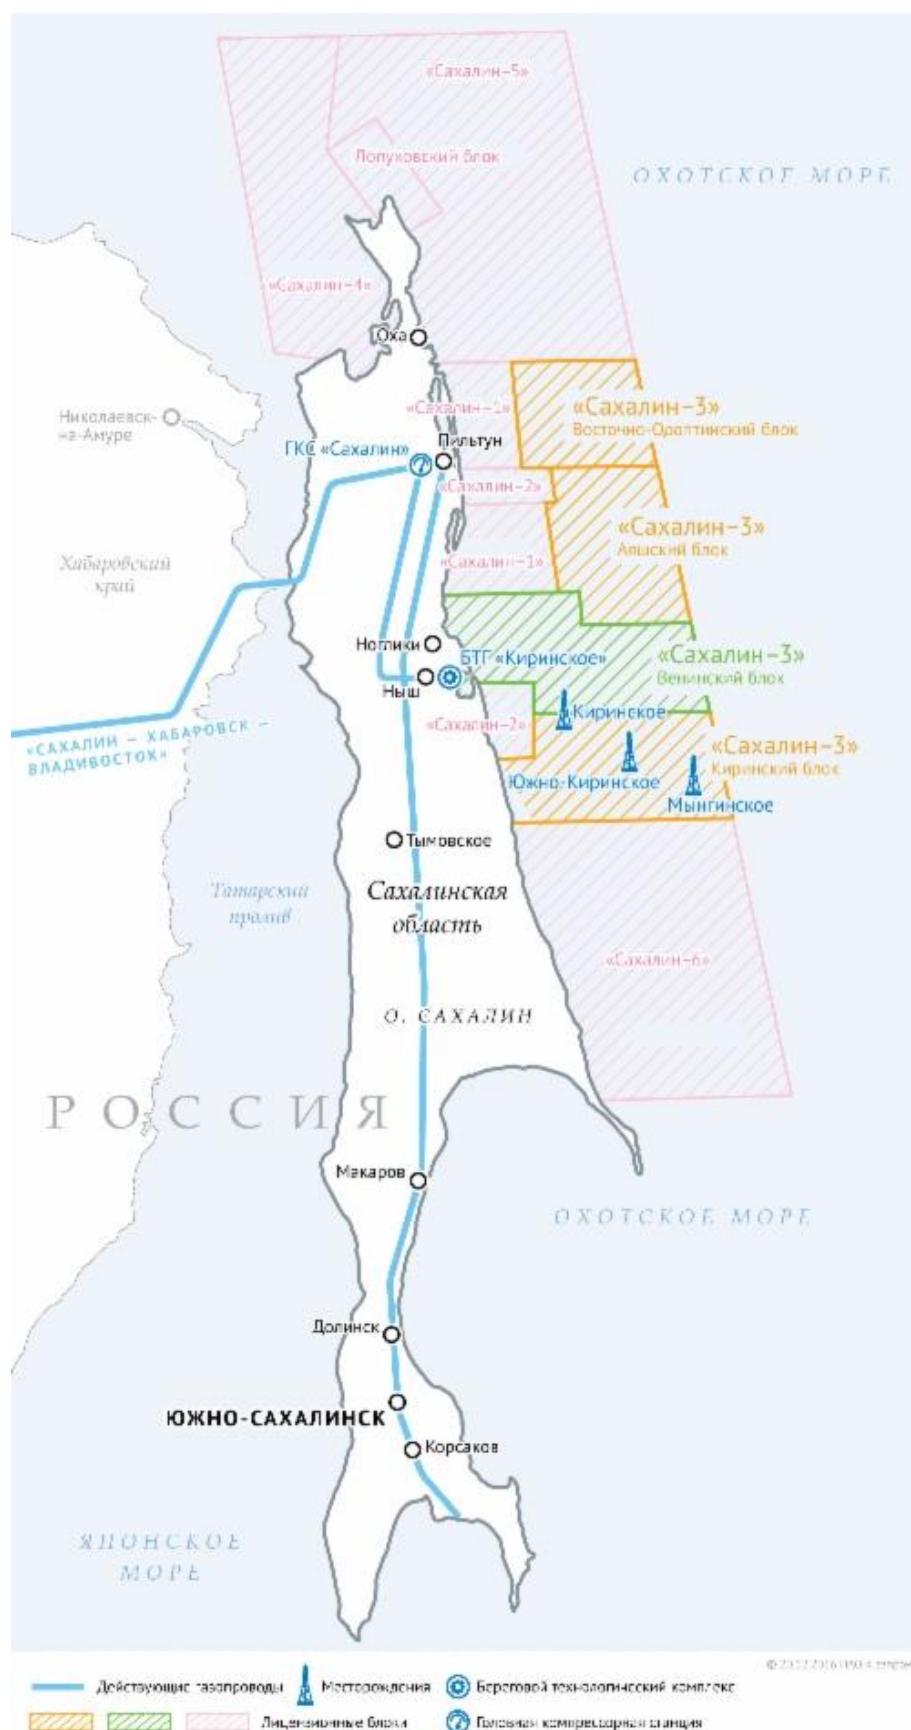 «Сахалин–5»
Лопуховский блок
ОХОТСКОЕ МОРЕ
«Сахалин–4»
Оха
Николаевск-
на-Амуре
«Сахалин–1»
«Сахалин–3»
Восточно-Одоптинский блок
ГКС «Сахалин»
Пильтун
«Сахалин–2»
«Сахалин–3»
Аяшский блок
Хабаровский
край
«Сахалин–1»
Ноглики
БТГ «Киринское»
«Сахалин–3»
Венинский блок
Ныш
«Сахалин–2»
Киринское
«САХАЛИН — ХАБАРОВСК —
ВЛАДИВОСТОК»
«Сахалин–3»
Киринский блок
Южно-Киринское
Мынгинское
Тымовское
Татарский
пролив
Сахалинская
область
«Сахалин–6»
О. САХАЛИН
РОССИЯ
Макаров
ОХОТСКОЕ МОРЕ
Долинск
ЮЖНО-САХАЛИНСК
Корсаков
ЯПОНСКОЕ
МОРЕ
Действующие газопроводы
Месторождения
Береговой технологический комплекс
Лицензионные блоки
Головная компрессорная станция